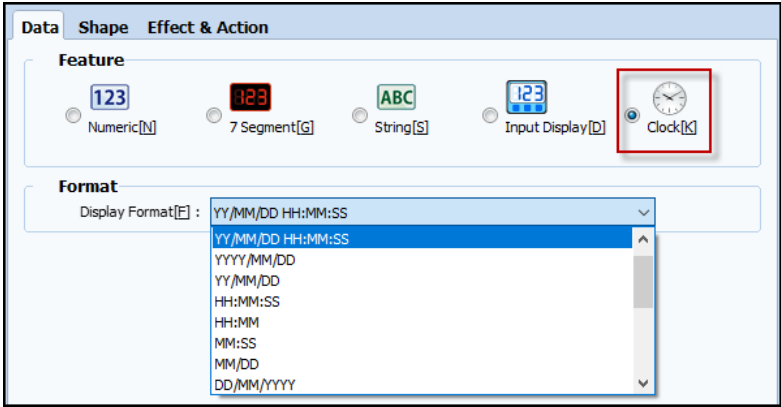 Data Shape Effect & Action
Feature
123 123 ABC 123
Numeric[N] 7 Segment[G] String[S] Input Display[D] Clock[K]
Format
Display Format[F] : YY/MM/DD HH:MM:SS
YY/MM/DD HH:MM:SS
YYYY/MM/DD
YY/MM/DD
HH:MM:SS
HH:MM
MM:SS
MM/DD
DD/MM/YYYY